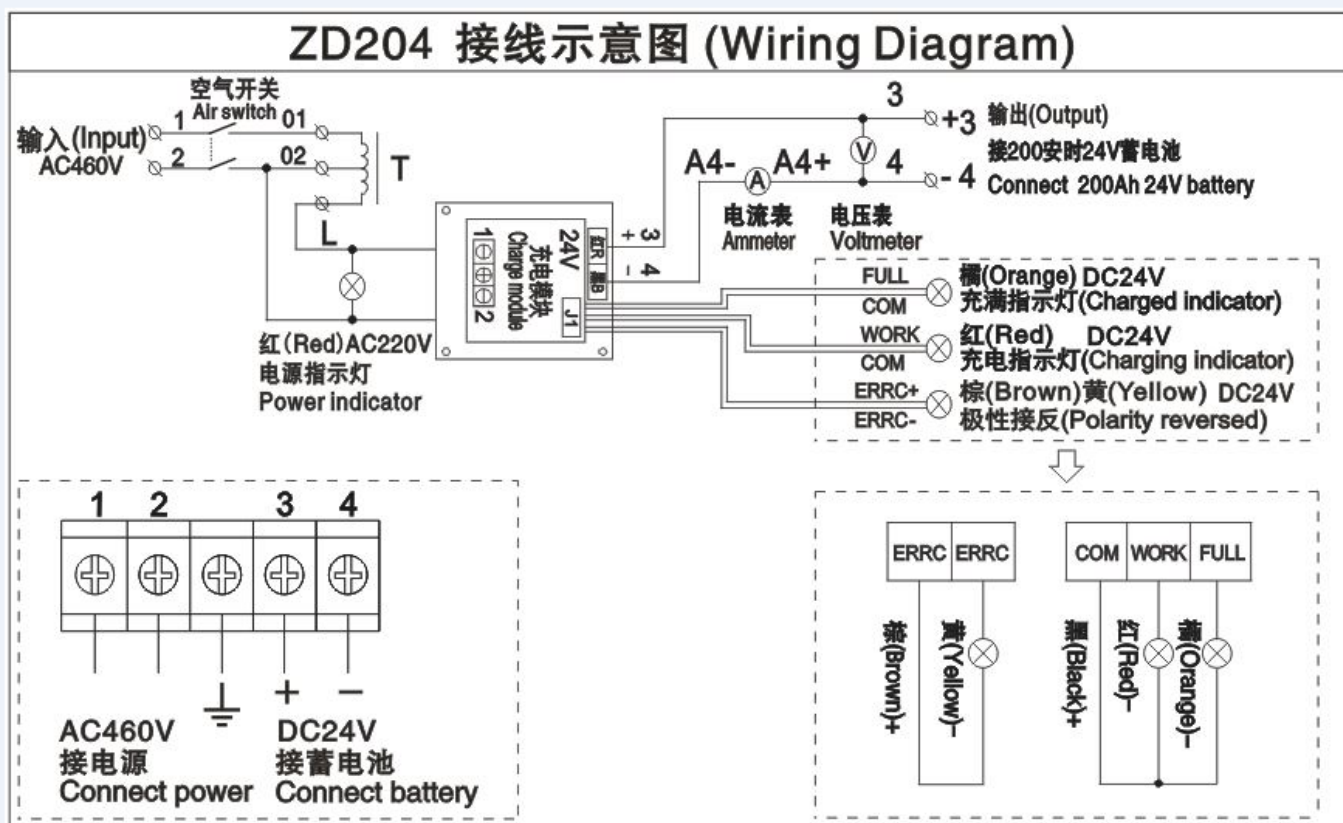 ZD204 接线示意图 (Wiring Diagram)
空气开关
Air switch
输入(Input)
AC460V
1
01
2
02
T
L
红(Red)AC220V
电源指示灯
Power indicator
1
2
充电模块
Charge module
24V
红R
黑B
J1
+ 3
- 4
A4-
A
A4+
电流表
Ammeter
V
电压表
Voltmeter
3
4
+3
输出(Output)
接200安时24V蓄电池
- 4
Connect 200Ah 24V battery
FULL
COM
橘(Orange) DC24V
充满指示灯(Charged indicator)
WORK
COM
红(Red) DC24V
充电指示灯(Charging indicator)
ERRC+
ERRC-
棕(Brown)黄(Yellow) DC24V
极性接反(Polarity reversed)
1 2 3 4
+ −
AC460V
接电源
Connect power
DC24V
接蓄电池
Connect battery
ERRC ERRC
棕(Brown)+
黄(Yellow)-
COM WORK FULL
黑(Black)+
红(Red)-
橘(Orange)-